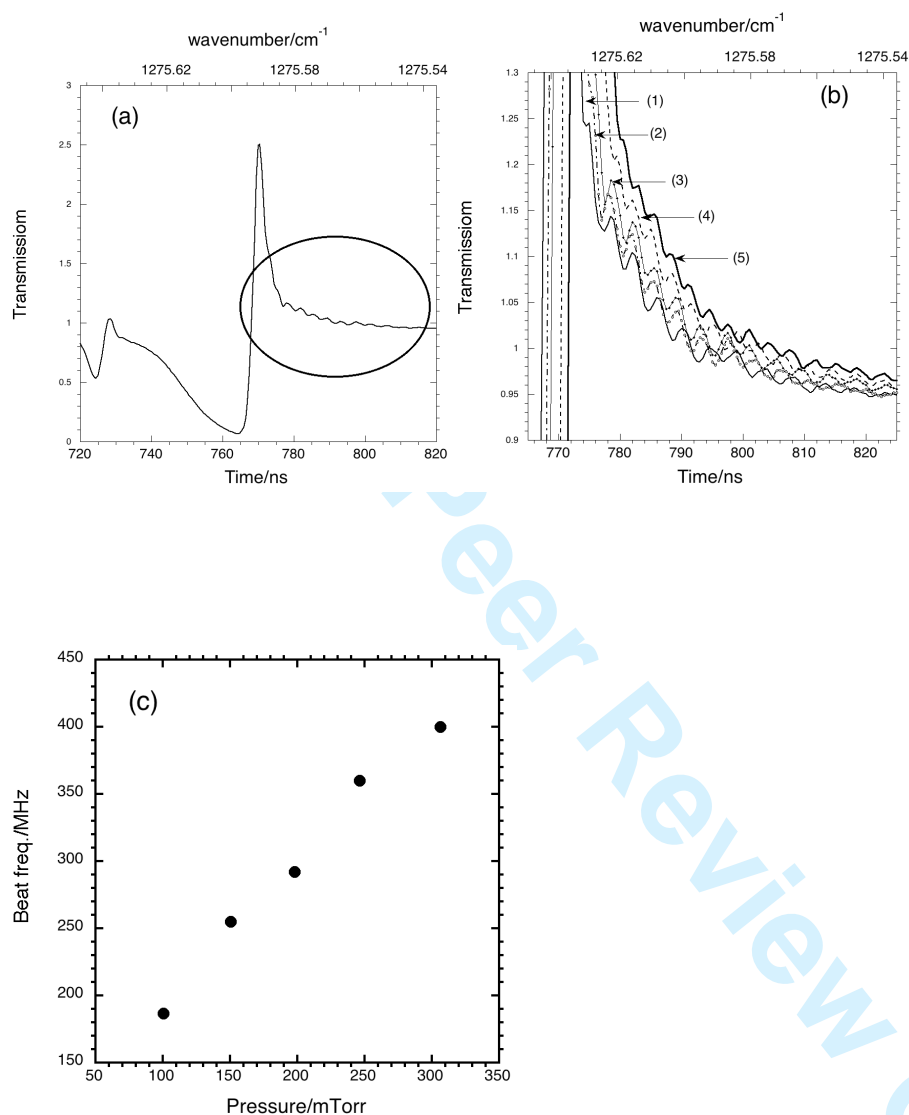 wavenumber/cm-1
1275.62 1275.58 1275.54
(a)
3
2.5
2
1.5
1
0.5
0
Transmissiom
720 740 760 780 800 820
Time/ns
wavenumber/cm-1
1275.62 1275.58 1275.54
(b)
1.3
1.25
1.2
1.15
1.1
1.05
1
0.95
0.9
Transmissiom
(1)
(2)
(3)
(4)
(5)
770 780 790 800 810 820
Time/ns
Peer Review
(c)
450
400
350
300
250
200
150
Beat freq./MHz
50 100 150 200 250 300 350
Pressure/mTorr